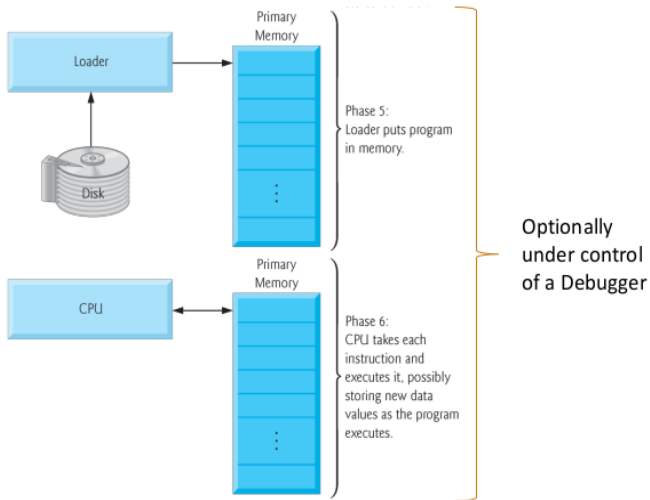 Primary
Memory
Loader
Disk
Phase 5:
Loader puts program
in memory.
Primary
Memory
CPU
Phase 6:
CPU takes each
instruction and
executes it, possibly
storing new data
values as the program
executes.
Optionally
under control
of a Debugger